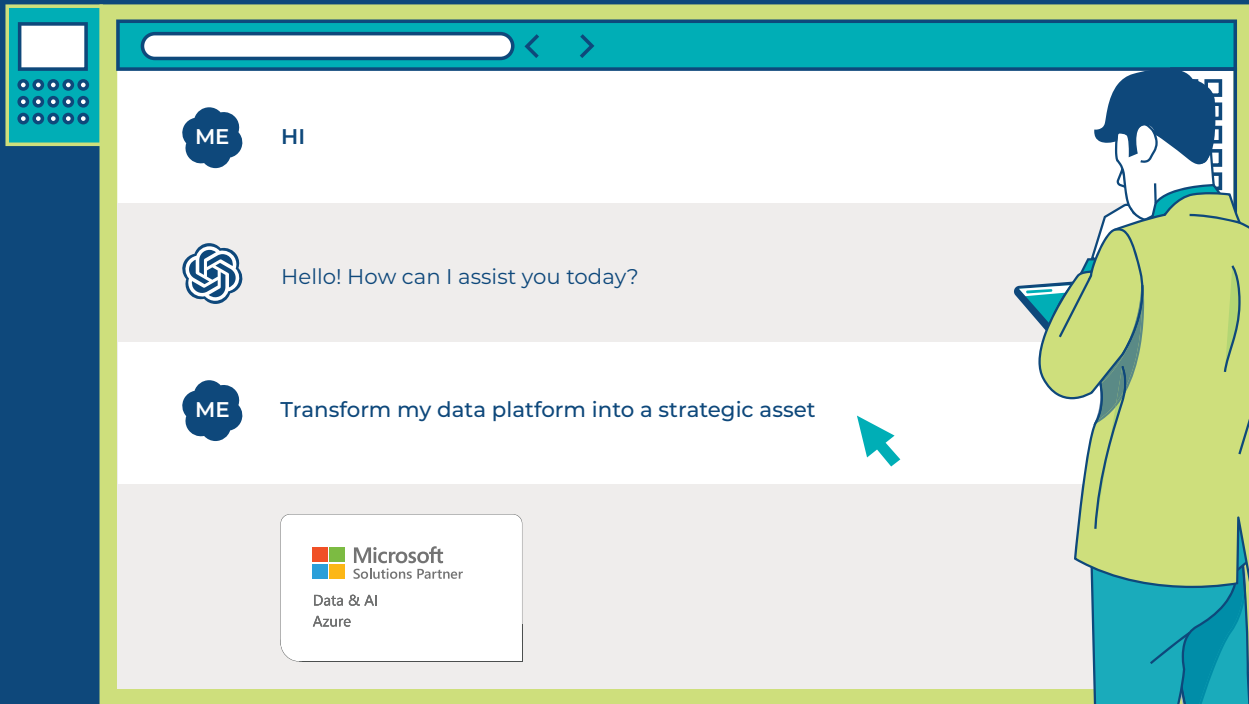 ME
HI
Hello! How can I assist you today?
ME
Transform my data platform into a strategic asset
Microsoft
Solutions Partner
Data & AI
Azure